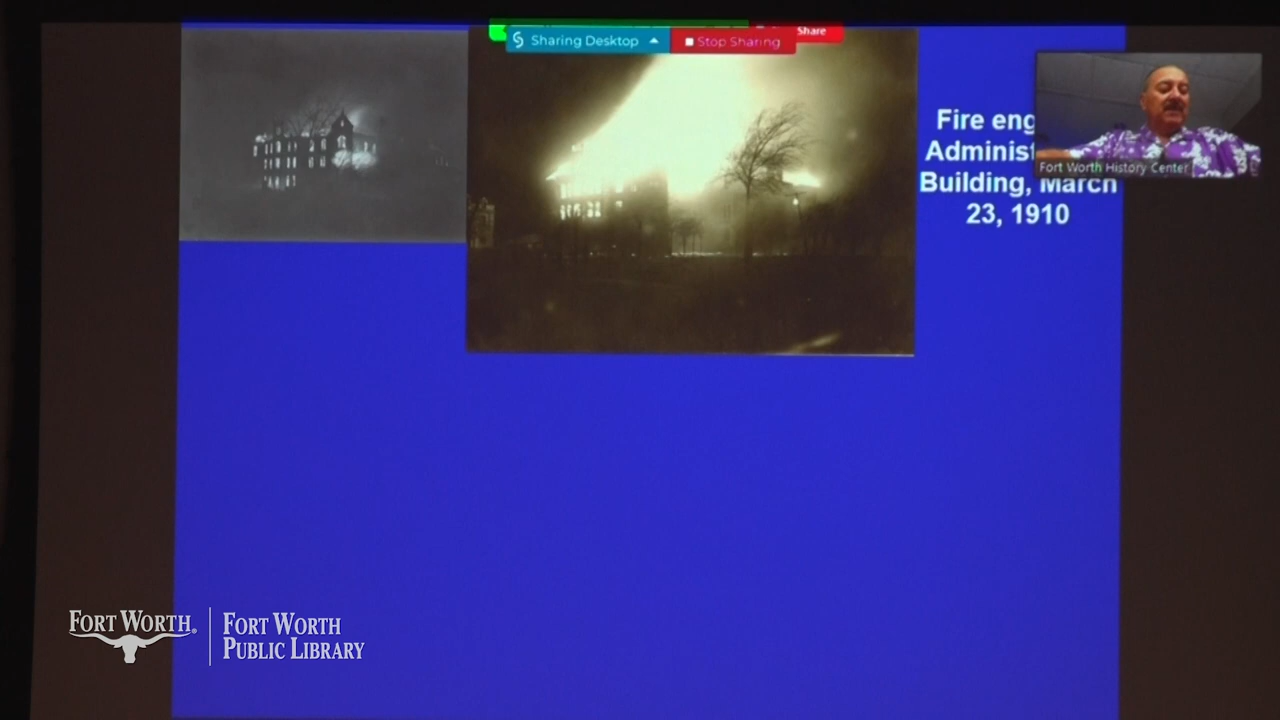 Sharing Desktop
Stop Sharing
Share
Fire eng
Administ
Building, March
23, 1910
Fort Worth History Center
FORT WORTH®
FORT WORTH
PUBLIC LIBRARY